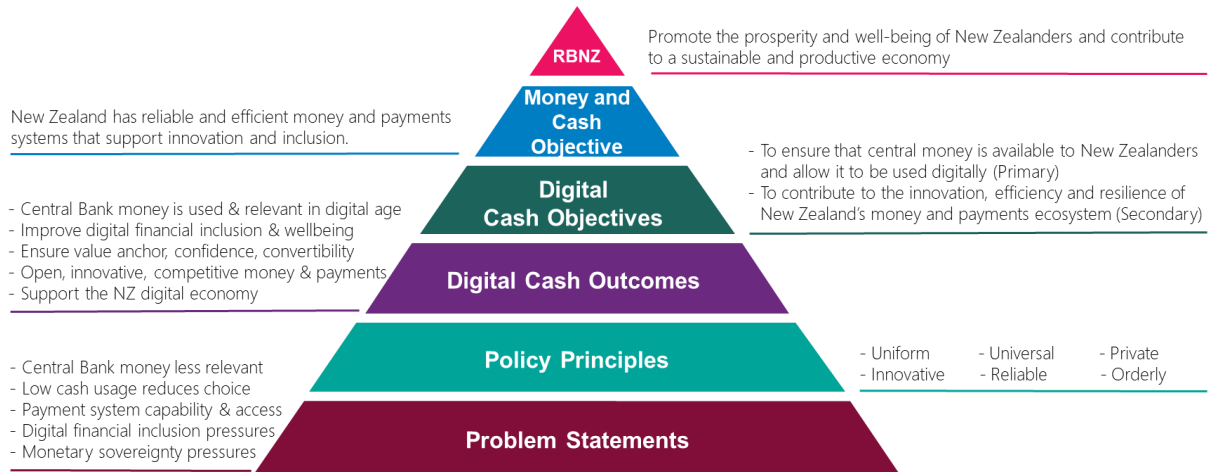 RBNZ
Promote the prosperity and well-being of New Zealanders and contribute
to a sustainable and productive economy
Money and
Cash
Objective
New Zealand has reliable and efficient money and payments
systems that support innovation and inclusion.
Digital
Cash Objectives
- To ensure that central money is available to New Zealanders
and allow it to be used digitally (Primary)
- To contribute to the innovation, efficiency and resilience of
New Zealand's money and payments ecosystem (Secondary)
- Central Bank money is used & relevant in digital age
- Improve digital financial inclusion & wellbeing
- Ensure value anchor, confidence, convertibility
- Open, innovative, competitive money & payments
- Support the NZ digital economy
Digital Cash Outcomes
Policy Principles
- Uniform - Universal - Private
- Innovative - Reliable - Orderly
- Central Bank money less relevant
- Low cash usage reduces choice
- Payment system capability & access
- Digital financial inclusion pressures
- Monetary sovereignty pressures
Problem Statements